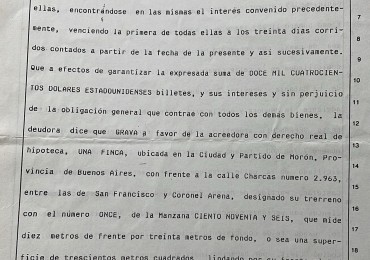 ellas, encontrándose en las mismas el interés convenido precedente-
mente, venciendo la primera de todas ellas a los treinta días corri-
dos contados a partir de la fecha de la presente y así sucesivamente.
Que a efectos de garantizar la expresada suma de DOCE MIL CUATROCIEN-
TOS DOLARES ESTADOUNIDENSES billetes, y sus intereses y sin perjuicio
de la obligación general que contrae con todos los demás bienes, la
deudora dice que GRAVA a favor de la acreedora con derecho real de
hipoteca, UNA FINCA, ubicada en la Ciudad y Partido de Morón, Pro-
vincia de Buenos Aires, con frente a la calle Charcas numero 2.963,
entre las de San Francisco y Coronel Arena, designado su terreno
con el número ONCE, de la Manzana CIENTO NOVENTA Y SEIS, que mide
diez metros de frente por treinta metros de fondo, o sea una super-
ficie de trescientos metros cuadrados, lindando por su
7
8
9
10
11
12
13
14
15
16
17
18